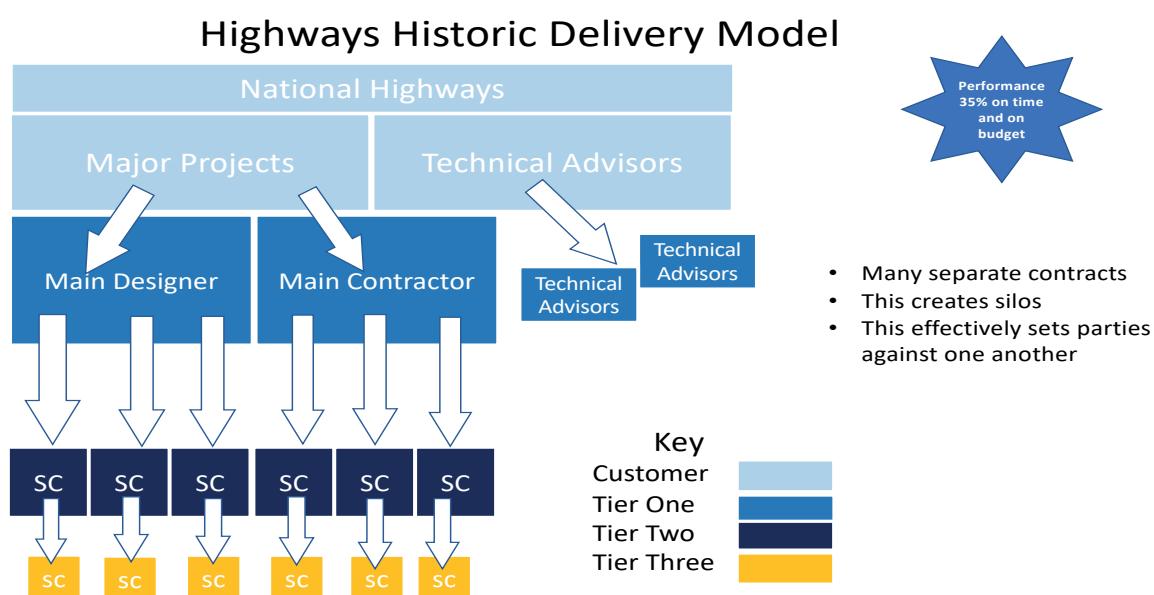 Highways Historic Delivery Model
National Highways
Performance
35% on time
and on
budget
Major Projects
Technical Advisors
Main Designer
Main Contractor
Technical
Advisors
Technical
Advisors
• Many separate contracts
• This creates silos
• This effectively sets parties
against one another
SC
SC
SC
SC
SC
SC
sc
sc
sc
sc
sc
sc
Key
Customer
Tier One
Tier Two
Tier Three